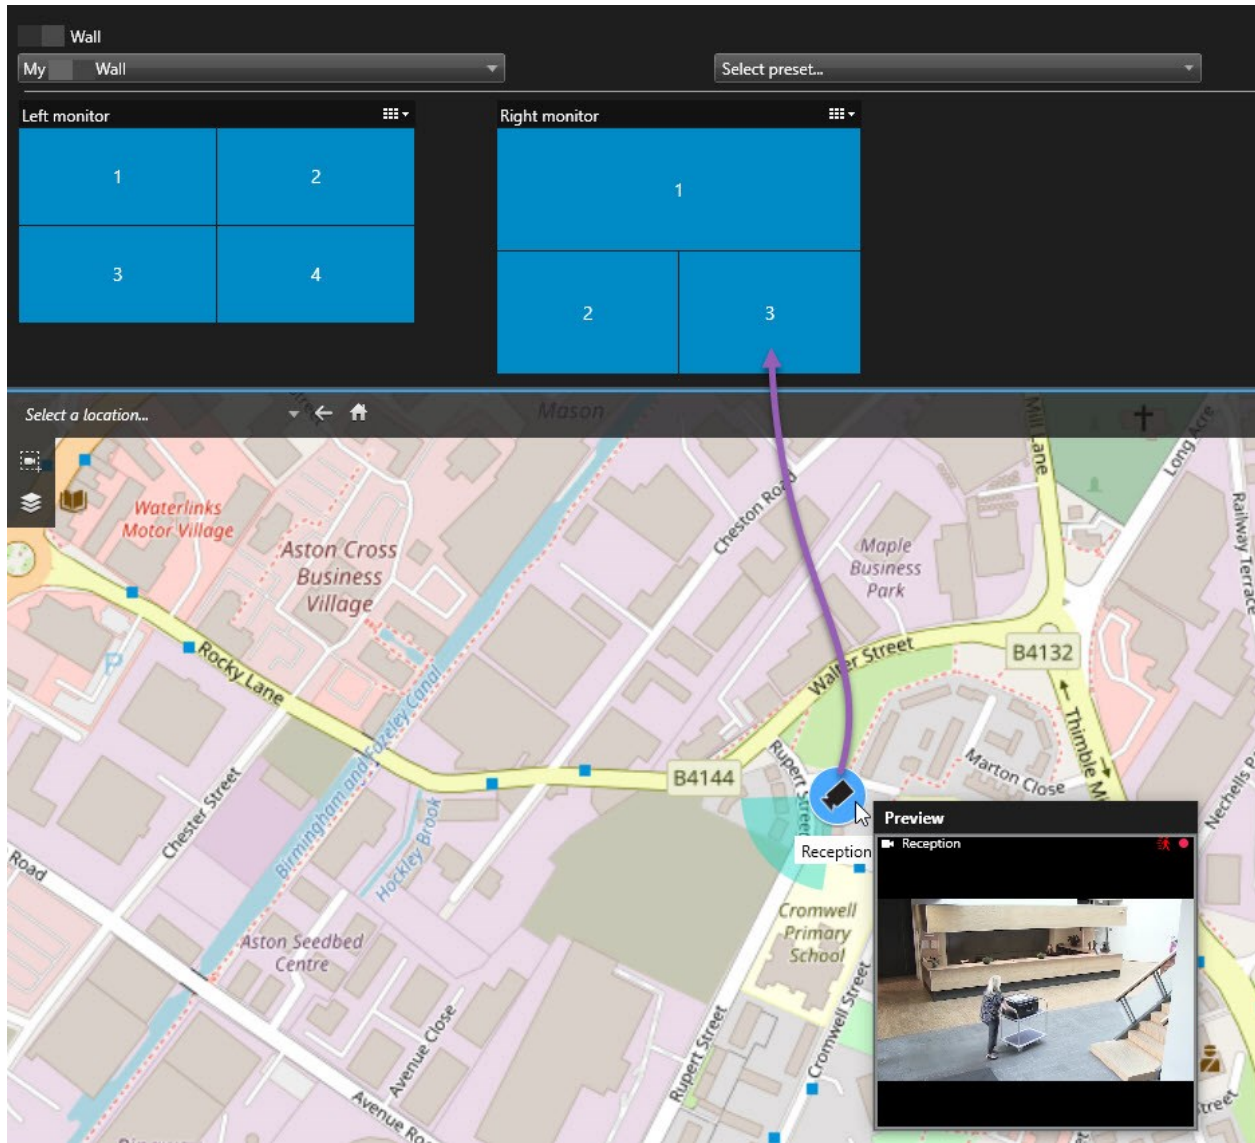 Wall
My Wall
Select preset...
Left monitor
Right monitor
1
2
3
4
1
2
3
Select a location...
Mason
Mill Lane
Long Acre
Railway Terrace
Waterlinks
Motor Village
Aston Cross
Business
Village
Cheston Road
Maple
Business
Park
P
Rocky Lane
Walter Street
B4132
Birmingham and Fazeley Canal
B4144
Rupert Street
Marton Close
Thimble M
Nechells P
Chester Street
Hockley Brook
Reception
Preview
Reception
Road
Aston Seedbed
Centre
Cromwell
Primary
School
Avenue Close
Rupert Street
Cromwell Street
Avenue Ro
Street